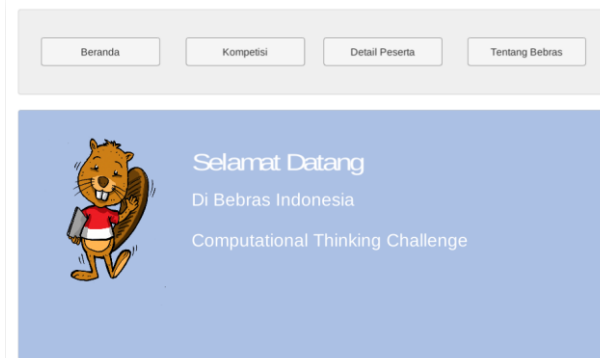 Beranda
Kompetisi
Detail Peserta
Tentang Bebras
Selamat Datang
Di Bebras Indonesia
Computational Thinking Challenge